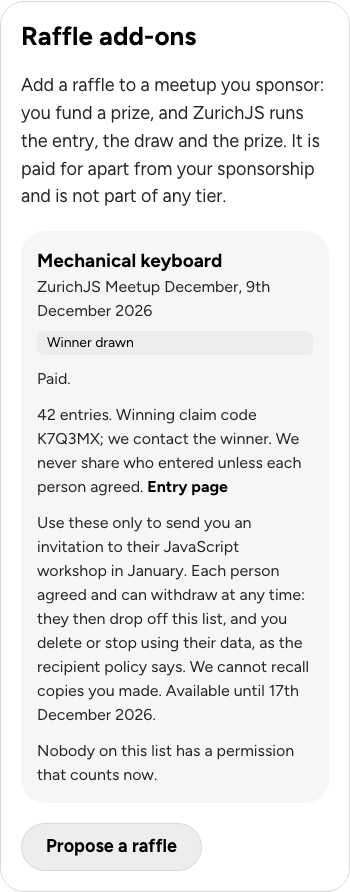 Raffle add-ons
Add a raffle to a meetup you sponsor:
you fund a prize, and ZurichJS runs
the entry, the draw and the prize. It is
paid for apart from your sponsorship
and is not part of any tier.
Mechanical keyboard
ZurichJS Meetup December, 9th
December 2026
Winner drawn
Paid.
42 entries. Winning claim code
K7Q3MX; we contact the winner. We
never share who entered unless each
person agreed. Entry page
Use these only to send you an
invitation to their JavaScript
workshop in January. Each person
agreed and can withdraw at any time:
they then drop off this list, and you
delete or stop using their data, as the
recipient policy says. We cannot recall
copies you made. Available until 17th
December 2026.
Nobody on this list has a permission
that counts now.
Propose a raffle